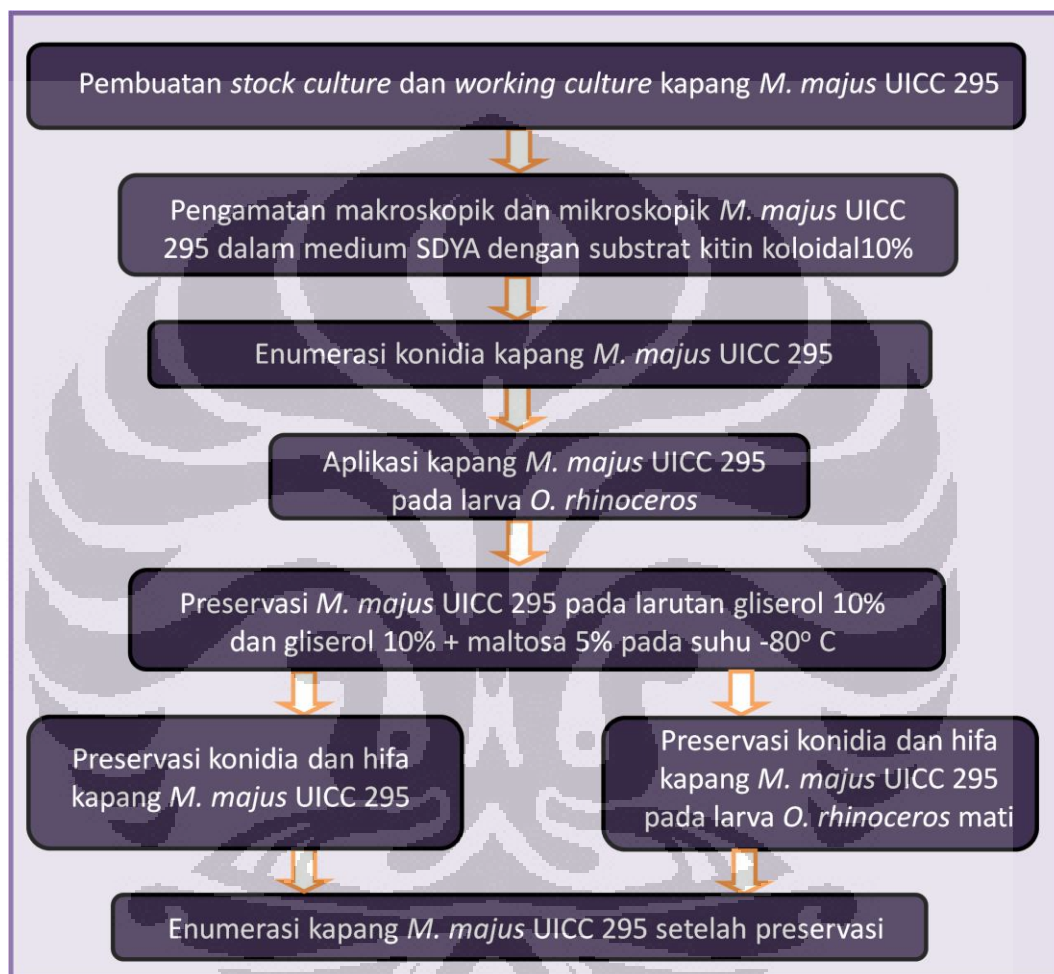 Pembuatan stock culture dan working culture kapang M. majus UICC 295
Pengamatan makroskopik dan mikroskopik M. majus UICC
295 dalam medium SDYA dengan substrat kitin koloidal10%
Enumerasi konidia kapang M. majus UICC 295
Aplikasi kapang M. majus UICC 295
pada larva O. rhinoceros
Preservasi M. majus UICC 295 pada larutan gliserol 10%
dan gliserol 10% + maltosa 5% pada suhu -80° C
Preservasi konidia dan hifa
kapang M. majus UICC 295
Preservasi konidia dan hifa
kapang M. majus UICC 295
pada larva O. rhinoceros mati
Enumerasi kapang M. majus UICC 295 setelah preservasi